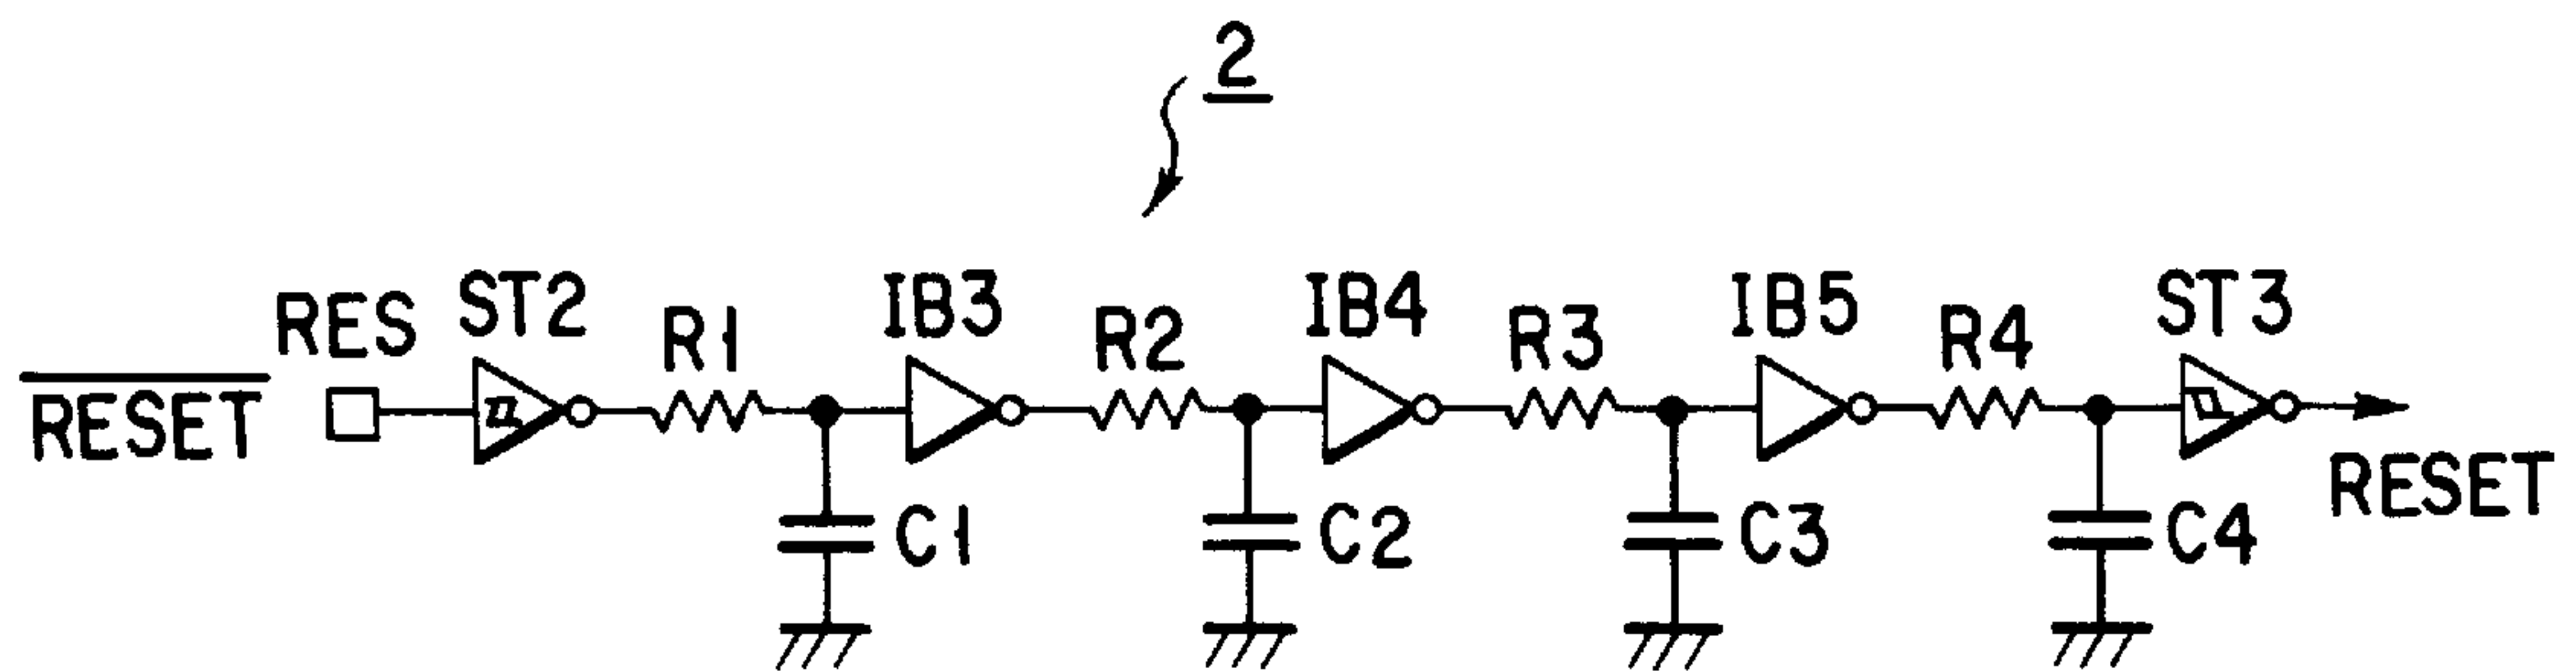 2
RES ST2 R1 IB3 R2 IB4 R3 IB5 R4 ST3
RESET
C1 C2 C3 C4
RESET